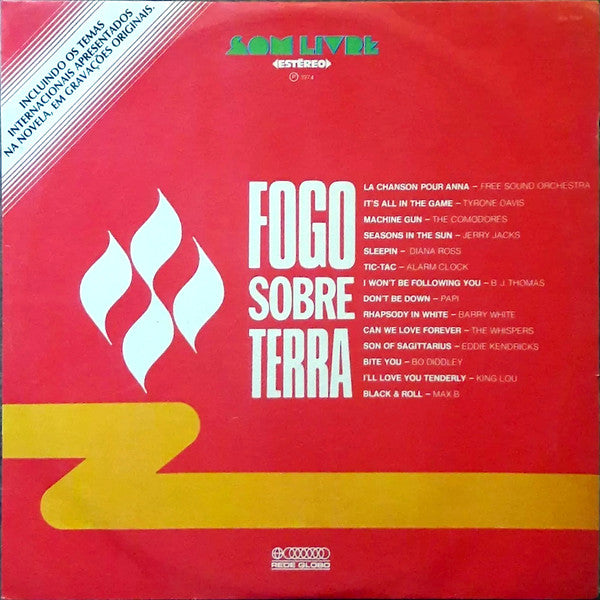 INCLUINDO OS TEMAS
INTERNACIONAIS APRESENTADOS
NA NOVELA, EM GRAVAÇÕES ORIGINAIS.
SOM LIVRE
ESTÉREO
Ⓟ 1974
FOGO
SOBRE
TERRA
LA CHANSON POUR ANNA – FREE SOUND ORCHESTRA
IT'S ALL IN THE GAME – TYRONE DAVIS
MACHINE GUN – THE COMODORES
SEASONS IN THE SUN – JERRY JACKS
SLEEPIN – DIANA ROSS
TIC-TAC – ALARM CLOCK
I WON'T BE FOLLOWING YOU – B J. THOMAS
DON'T BE DOWN – PAPI
RHAPSODY IN WHITE – BARRY WHITE
CAN WE LOVE FOREVER – THE WHISPERS
SON OF SAGITTARIUS – EDDIE KENDRICKS
BITE YOU – BO DIDDLEY
I'LL LOVE YOU TENDERLY – KING LOU
BLACK & ROLL – MAX B
REDE GLOBO